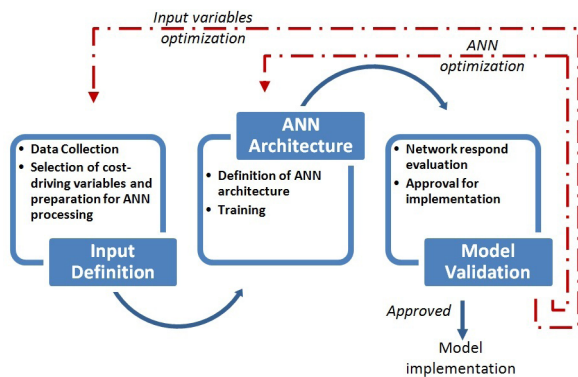 Input variables
optimization
ANN
optimization
• Data Collection
• Selection of cost-
driving variables and
preparation for ANN
processing
Input
Definition
ANN
Architecture
• Definition of ANN
architecture
• Training
• Network respond
evaluation
• Approval for
implementation
Model
Validation
Approved
Model
implementation